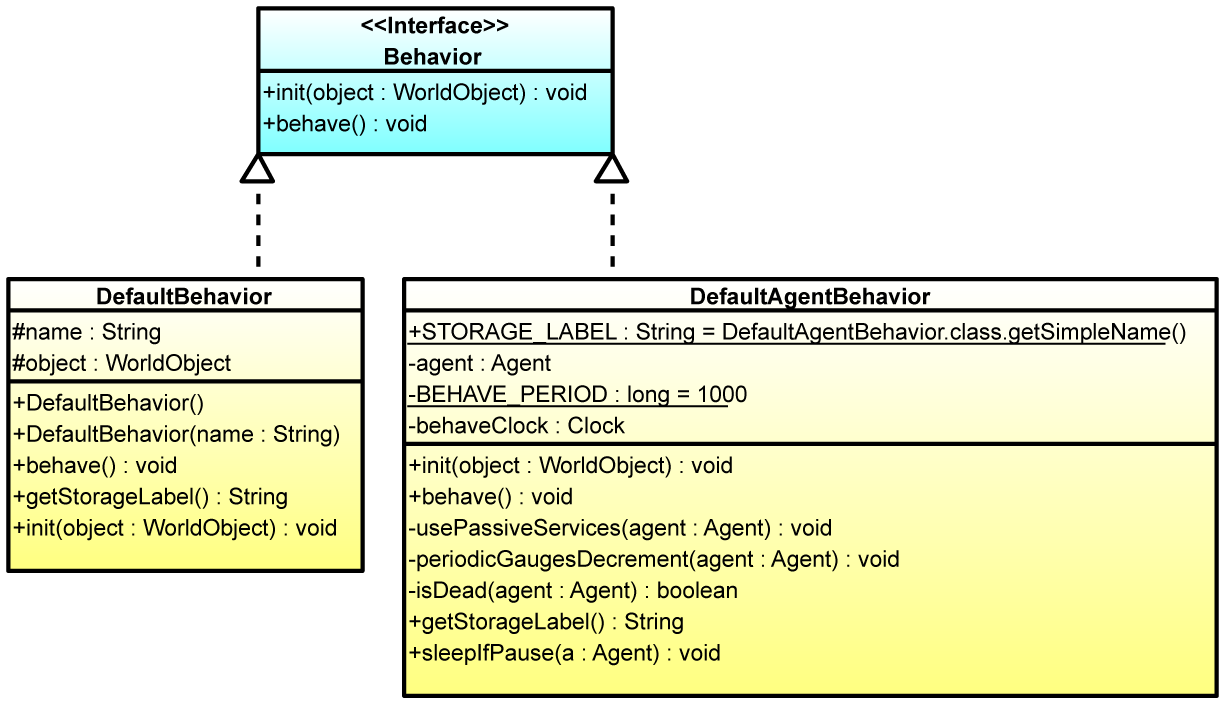 <<Interface>>
Behavior
+init(object : WorldObject) : void
+behave() : void
DefaultBehavior
#name : String
#object : WorldObject
+DefaultBehavior()
+DefaultBehavior(name : String)
+behave() : void
+getStorageLabel() : String
+init(object : WorldObject) : void
DefaultAgentBehavior
+STORAGE_LABEL : String = DefaultAgentBehavior.class.getSimpleName()
-agent : Agent
-BEHAVE_PERIOD : long = 1000
-behaveClock : Clock
+init(object : WorldObject) : void
+behave() : void
-usePassiveServices(agent : Agent) : void
-periodicGaugesDecrement(agent : Agent) : void
-isDead(agent : Agent) : boolean
+getStorageLabel() : String
+sleepIfPause(a : Agent) : void